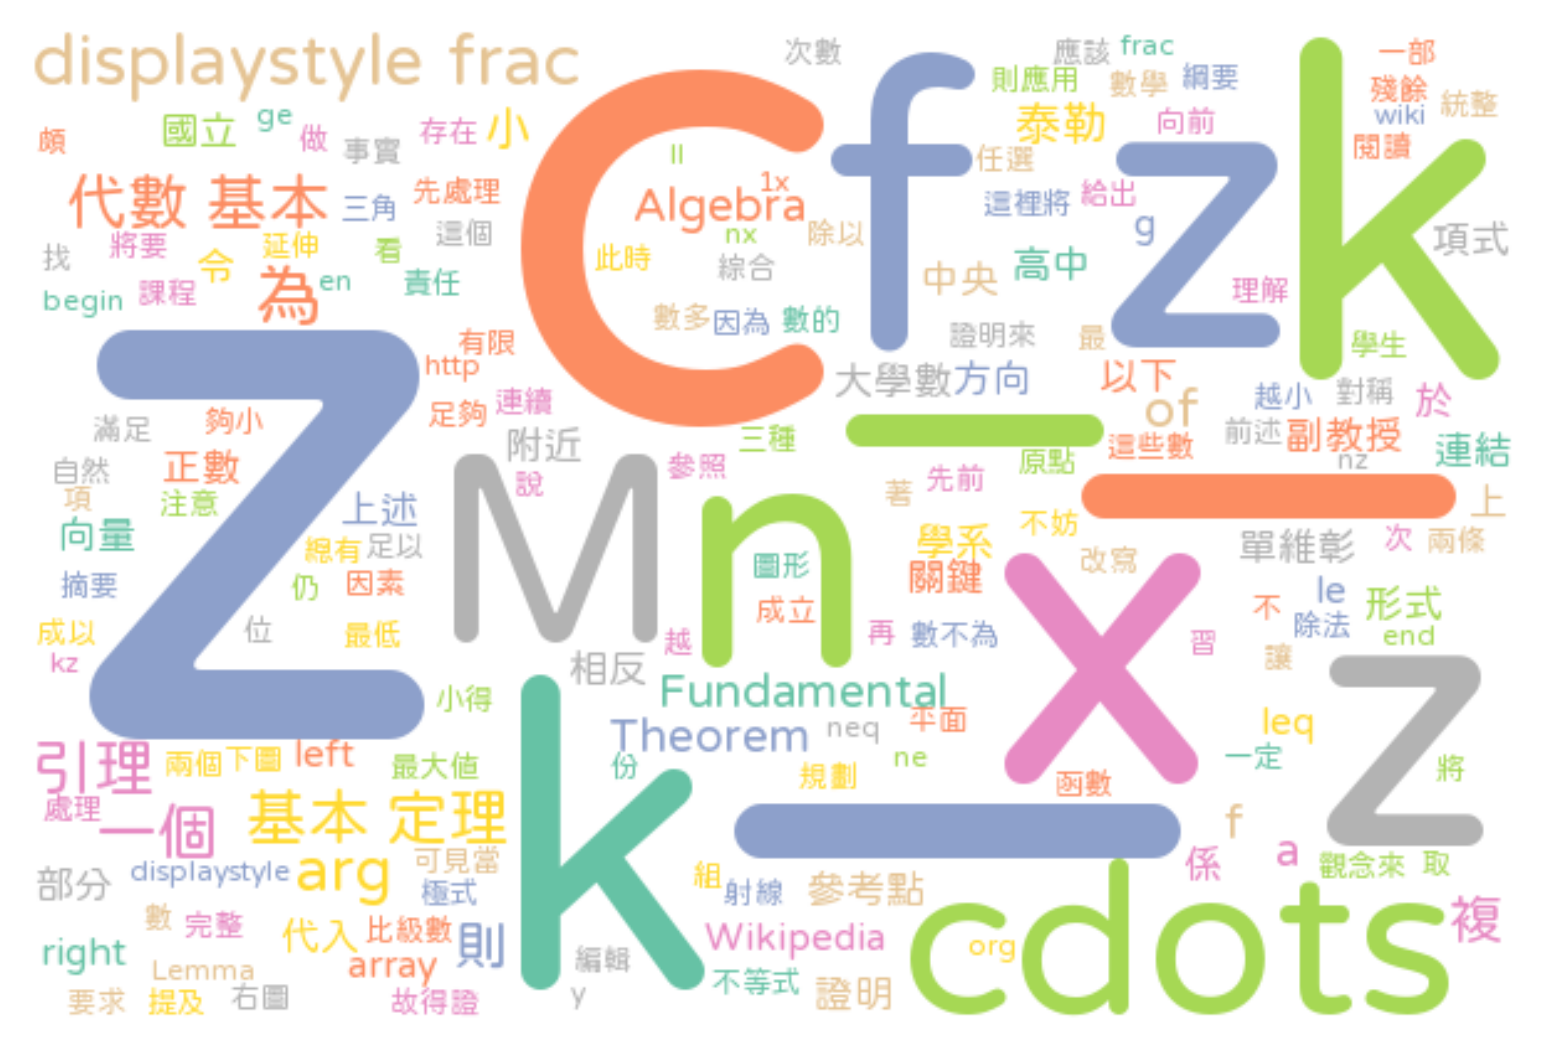 displaystyle frac
次數
應該
frac
一部
則應用
數學
綱要
殘餘
統整
wiki
頗
國立
ge
做
事實
存在
小
C
f
泰勒
向前
z
k
閱讀
ll
任選
代數 基本
三角
先處理
Algebra
1x
這裡將
給出
g
項式
找
將要
令
延伸
看
這個
此時
nx
除以
綜合
中央
高中
理解
begin
課程
為
en
責任
數多
因為
數的
證明來
最
學生
Z
有限
http
大學數
方向
以下
越小
對稱
於
滿足
夠小
足夠
連續
附近
三種
_
of
這些數
前述
副教授
nz
連結
自然
正數
項
注意
M
說
參照
n
著
先前
原點
_
上
向量
上述
總有
足以
學系
不妨
單維彰
次
兩條
摘要
仍
因素
圖形
關鍵
改寫
x
le
形式
成以
位
最低
成立
越
再
數不為
習
不
除法
end
kz
相反
讓
z
小得
k
Fundamental
平面
引理
兩個
下圖
left
最大值
Theorem
neq
ne
leq
一定
份
規劃
函數
將
處理
一個
基本 定理
_
f
部分
displaystyle
arg
可見當
極式
組
射線
參考點
係
a
觀念來
取
數
完整
代入
比級數
則
Wikipedia
cdots
org
複
right
Lemma
array
編輯
不等式
證明
要求
提及
右圖
故得證
y